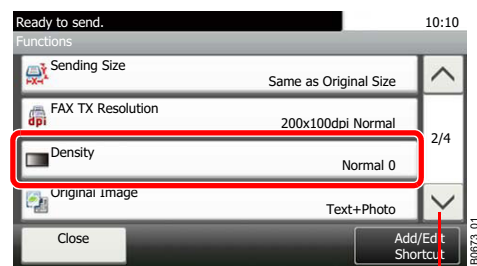 Ready to send. 10:10
Functions
Sending Size
Same as Original Size
FAX TX Resolution
dpi
200x100dpi Normal
2/4
Density
Normal 0
Original Image
Text+Photo
Close
Add/Edit
Shortcut
B0673_01